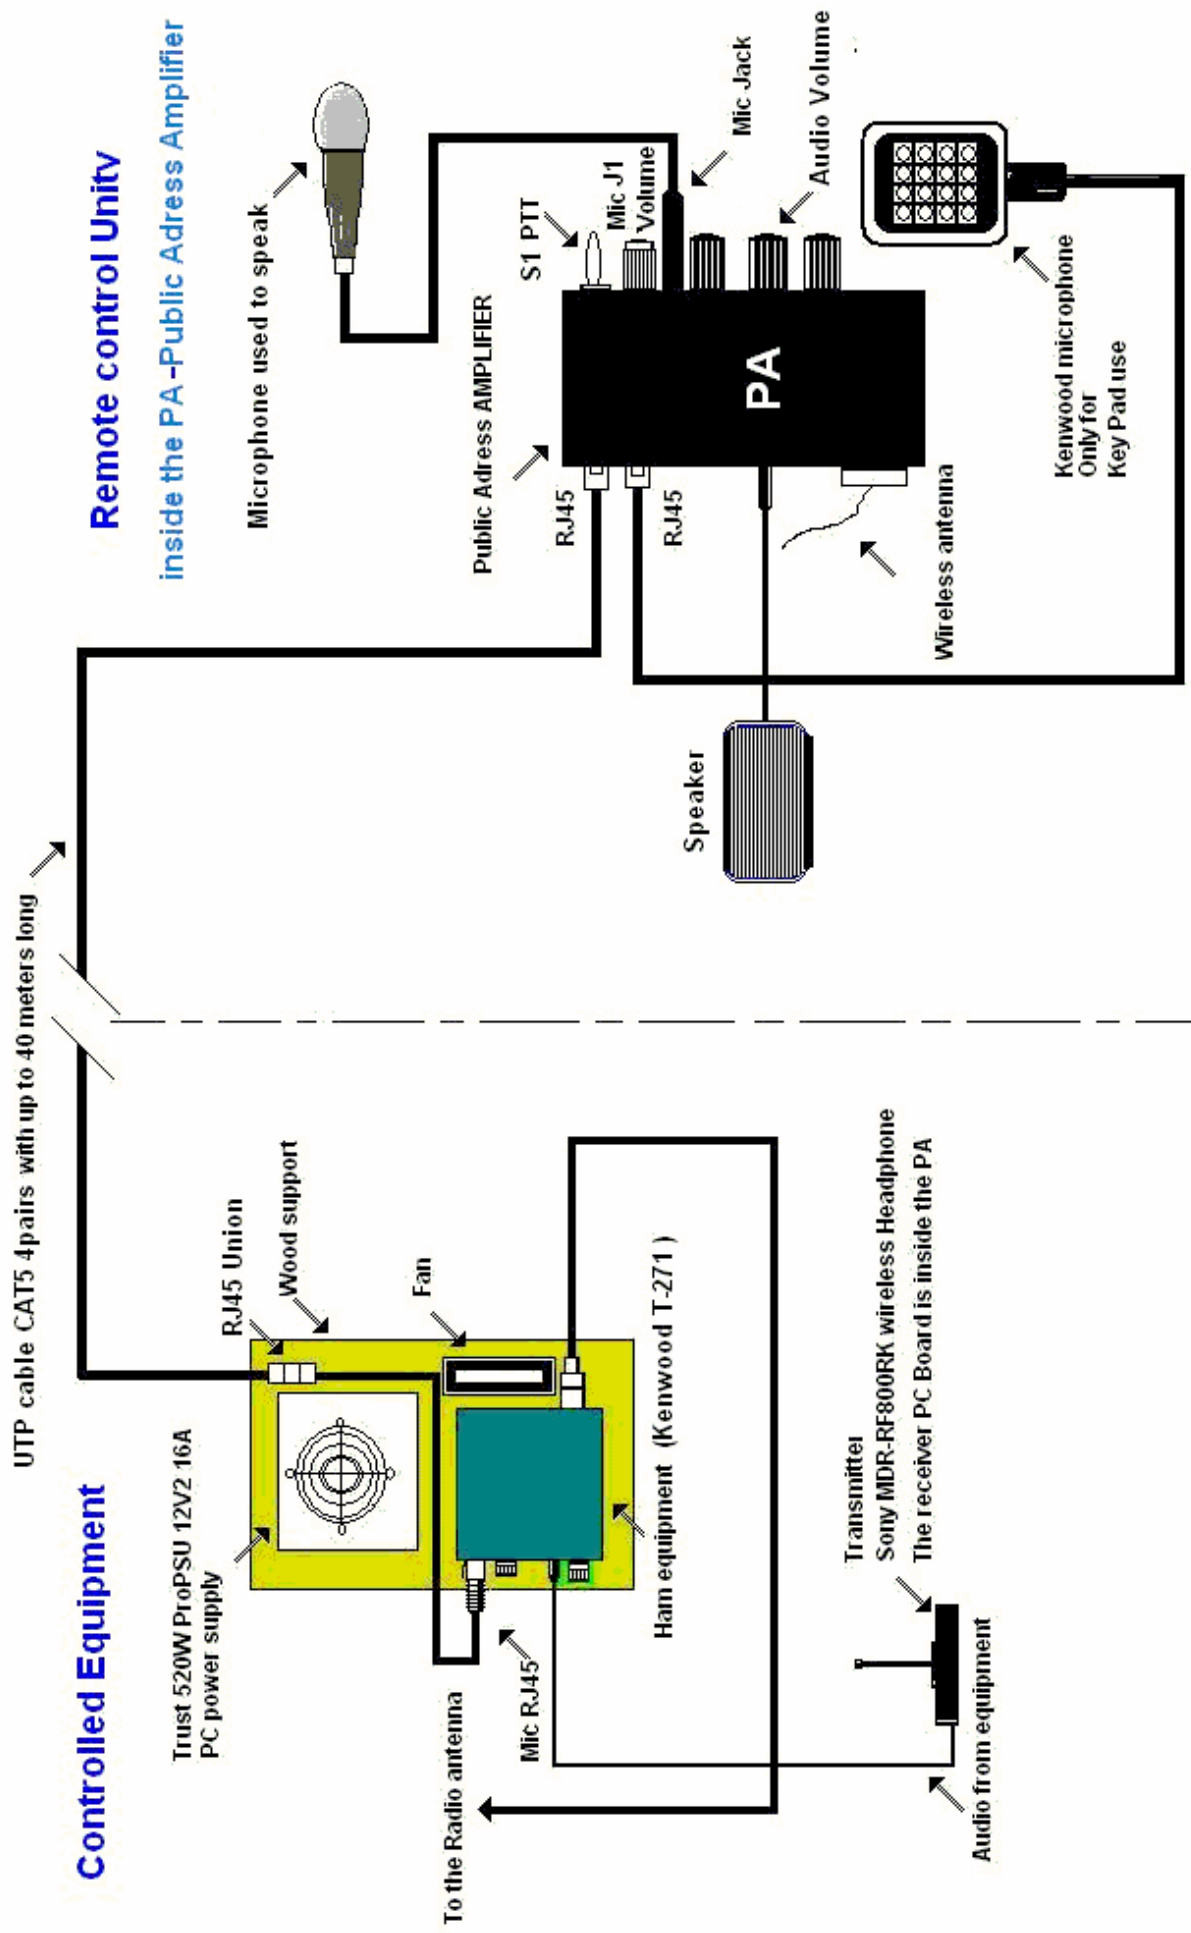 UTP cable CAT5 4pairs with up to 40 meters long
Controlled Equipment
Remote control Unity
inside the PA-Public Adress Amplifier
Trust 520W ProPSU 12V2 16A
PC power supply
RJ45 Union
Wood support
Fan
To the Radio antenna
Mic RJ45
Ham equipment (Kenwood T-271)
Transmitter
Sony MDR-RF800RK wireless Headphone
The receiver PC Board is inside the PA
Audio from equipment
Microphone used to speak
Public Adress AMPLIFIER
S1 PTT
RJ45
Mic J1
Volume
RJ45
Mic Jack
Audio Volume
PA
Speaker
Wireless antenna
Kenwood microphone
Only for
Key Pad use